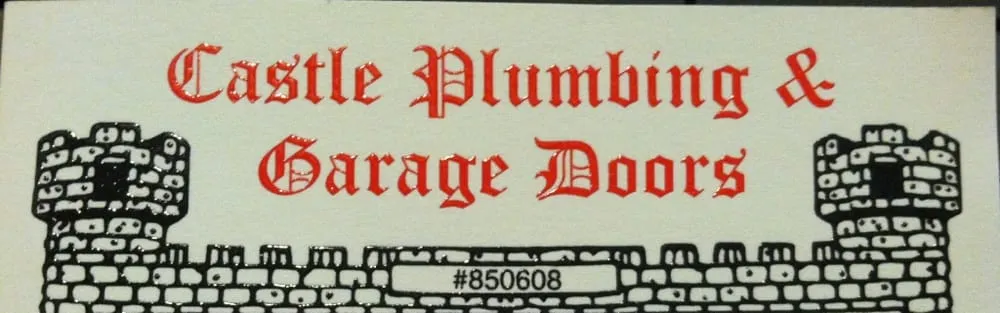 Castle Plumbing &
Garage Doors
#850608